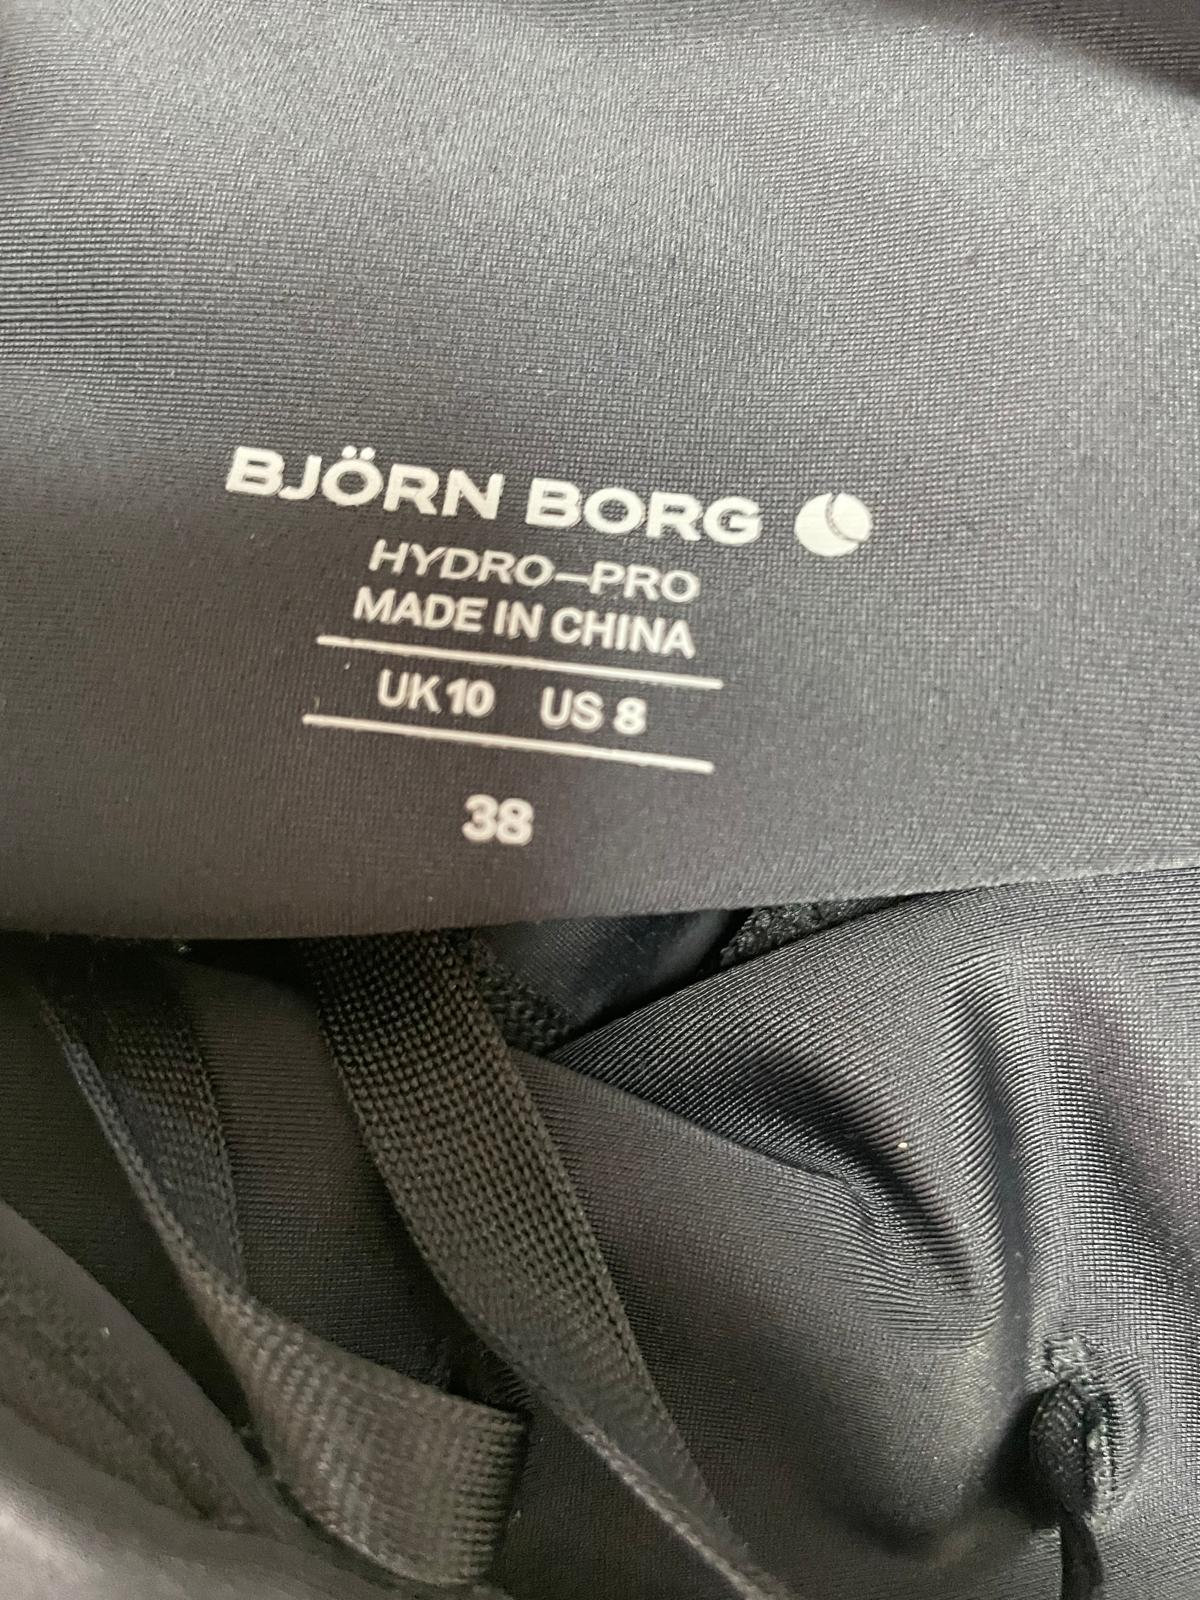 BJÖRN BORG
HYDRO-PRO
MADE IN CHINA
UK 10 US 8
38